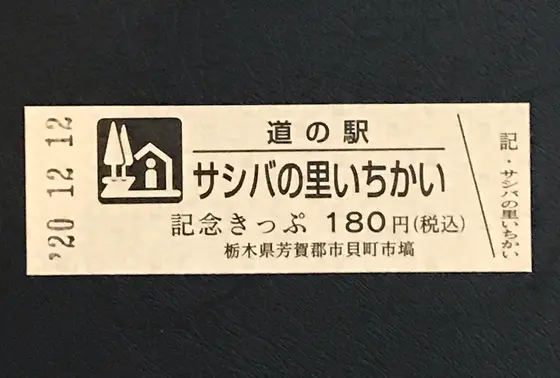 '20 12 12
道の駅
サシバの里いちかい
記念きっぷ 180円(税込)
栃木県芳賀郡市貝町市塙
記・サシバの里いちかい